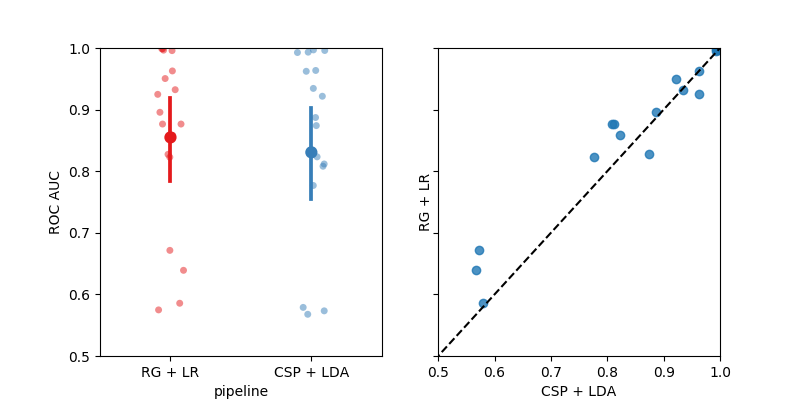 1.0
0.9
0.8
0.7
0.6
0.5
ROC AUC
RG + LR
CSP + LDA
pipeline
RG + LR
0.5
0.6
0.7
0.8
0.9
1.0
CSP + LDA